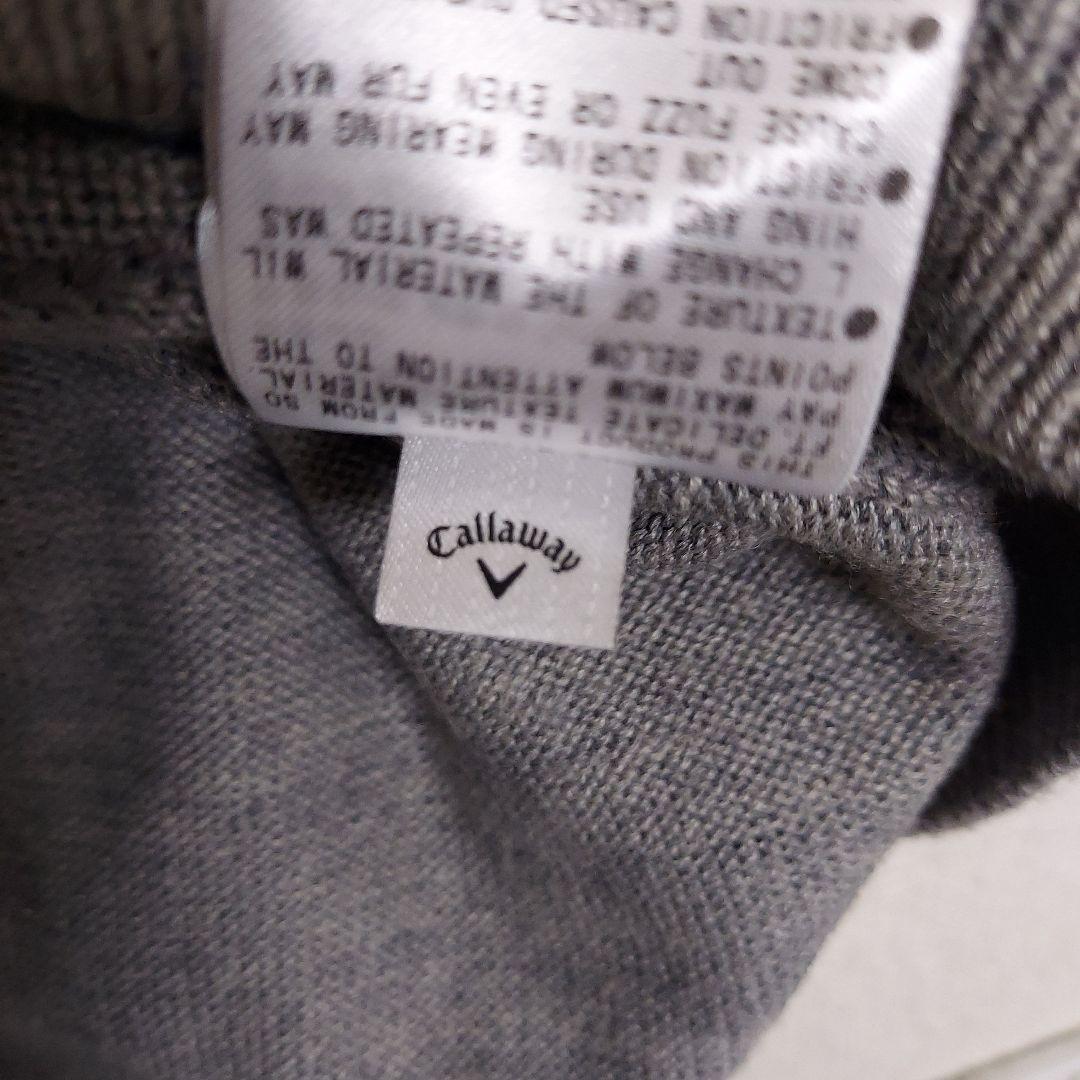 THIS PRODUCT IS MADE FROM SO
FT, DELICATE TEXTURE MATERIAL.
PAY MAXIMUM ATTENTION TO THE
POINTS BELOW
●TEXTURE OF THE MATERIAL WIL
L CHANGE WITH REPEATED WAS
HING AND USE
●FRICTION DURING WEARING MAY
CAUSE FUZZ OR EVEN FUR MAY
COME OUT.
●FRICTION CAUSED
Callaway